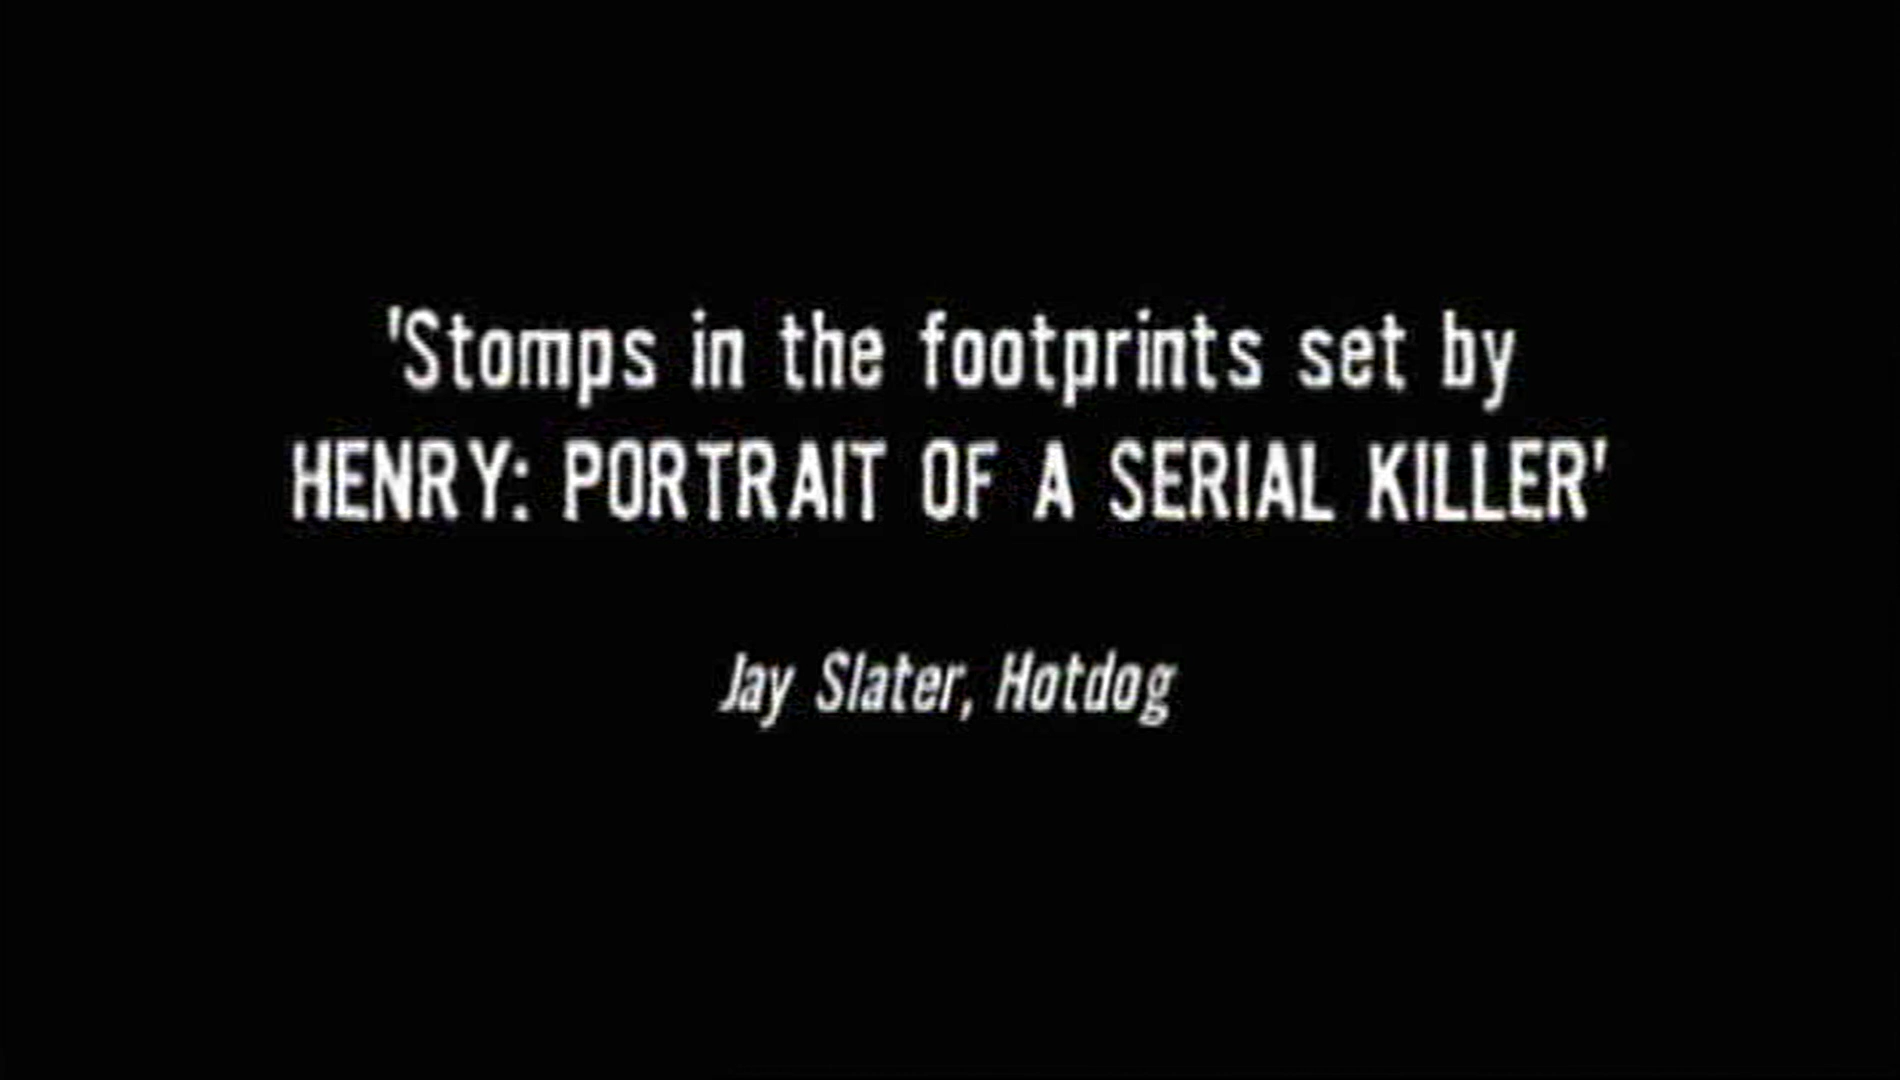 'Stomps in the footprints set by
HENRY: PORTRAIT OF A SERIAL KILLER'
Jay Slater, Hotdog